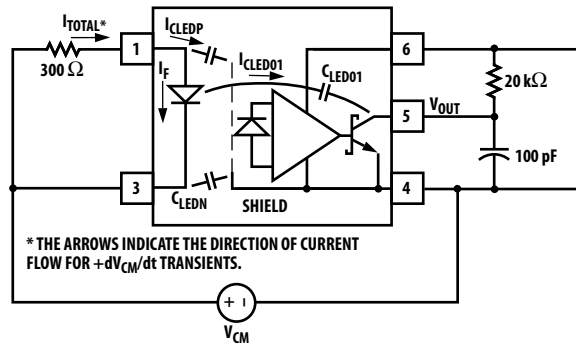 I_TOTAL*
300 Ω
1
I_CLEDP
I_F
I_CLED01
C_LED01
6
20 kΩ
5
V_OUT
100 pF
3
C_LEDN
SHIELD
4
* THE ARROWS INDICATE THE DIRECTION OF CURRENT
FLOW FOR +dV_CM/dt TRANSIENTS.
+ −
V_CM